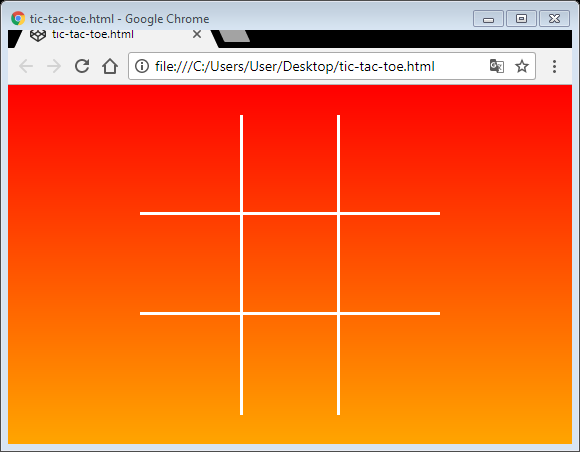 tic-tac-toe.html - Google Chrome
tic-tac-toe.html
file:///C:/Users/User/Desktop/tic-tac-toe.html